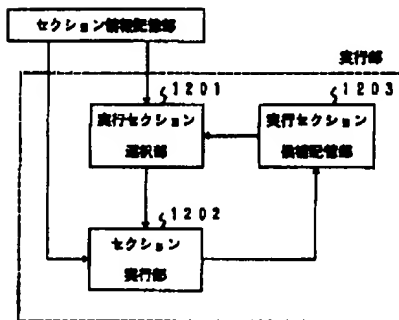 セクション情報記憶部
実行部
1201
1203
実行セクション
選択部
実行セクション
候補記憶部
1202
セクション
実行部